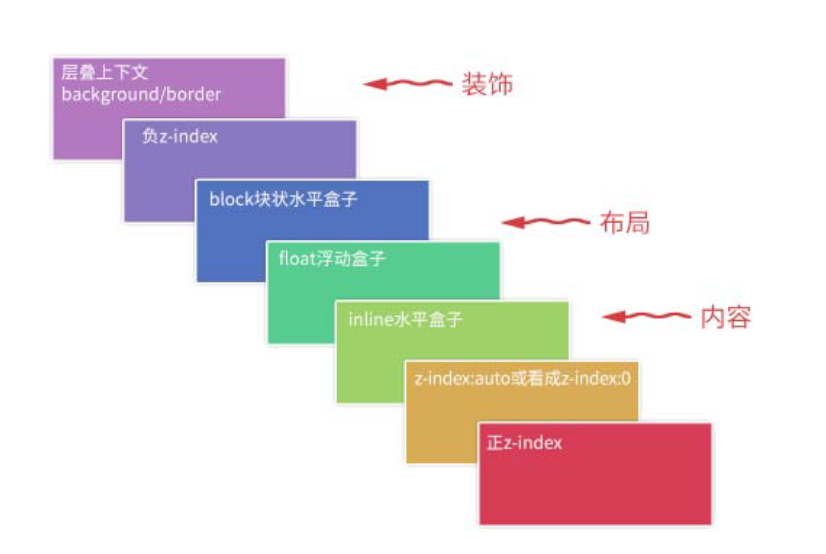 层叠上下文
background/border
装饰
负z-index
block块状水平盒子
布局
float浮动盒子
inline水平盒子
内容
z-index:auto或看成z-index:0
正z-index